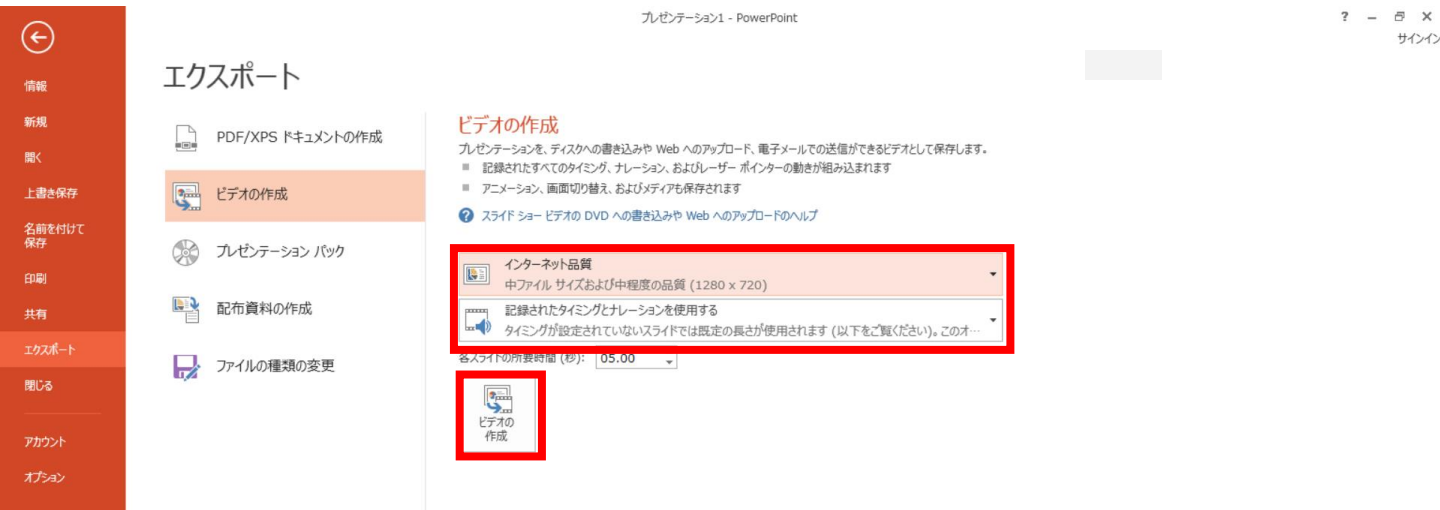 プレゼンテーション1 - PowerPoint
?
サインイン
情報
新規
開く
上書き保存
名前を付けて
保存
印刷
共有
エクスポート
閉じる
アカウント
オプション
エクスポート
PDF/XPS ドキュメントの作成
ビデオの作成
プレゼンテーション パック
配布資料の作成
ファイルの種類の変更
ビデオの作成
プレゼンテーションを、ディスクへの書き込みや Web へのアップロード、電子メールでの送信ができるビデオとして保存します。
記録されたすべてのタイミング、ナレーション、およびレーザー ポインターの動きが組み込まれます
アニメーション、画面切り替え、およびメディアも保存されます
スライド ショー ビデオの DVD への書き込みや Web へのアップロードのヘルプ
インターネット品質
中ファイル サイズおよび中程度の品質 (1280 x 720)
記録されたタイミングとナレーションを使用する
タイミングが設定されていないスライドでは既定の長さが使用されます (以下をご覧ください)。このオ…
各スライドの所要時間 (秒): 05.00
ビデオの
作成